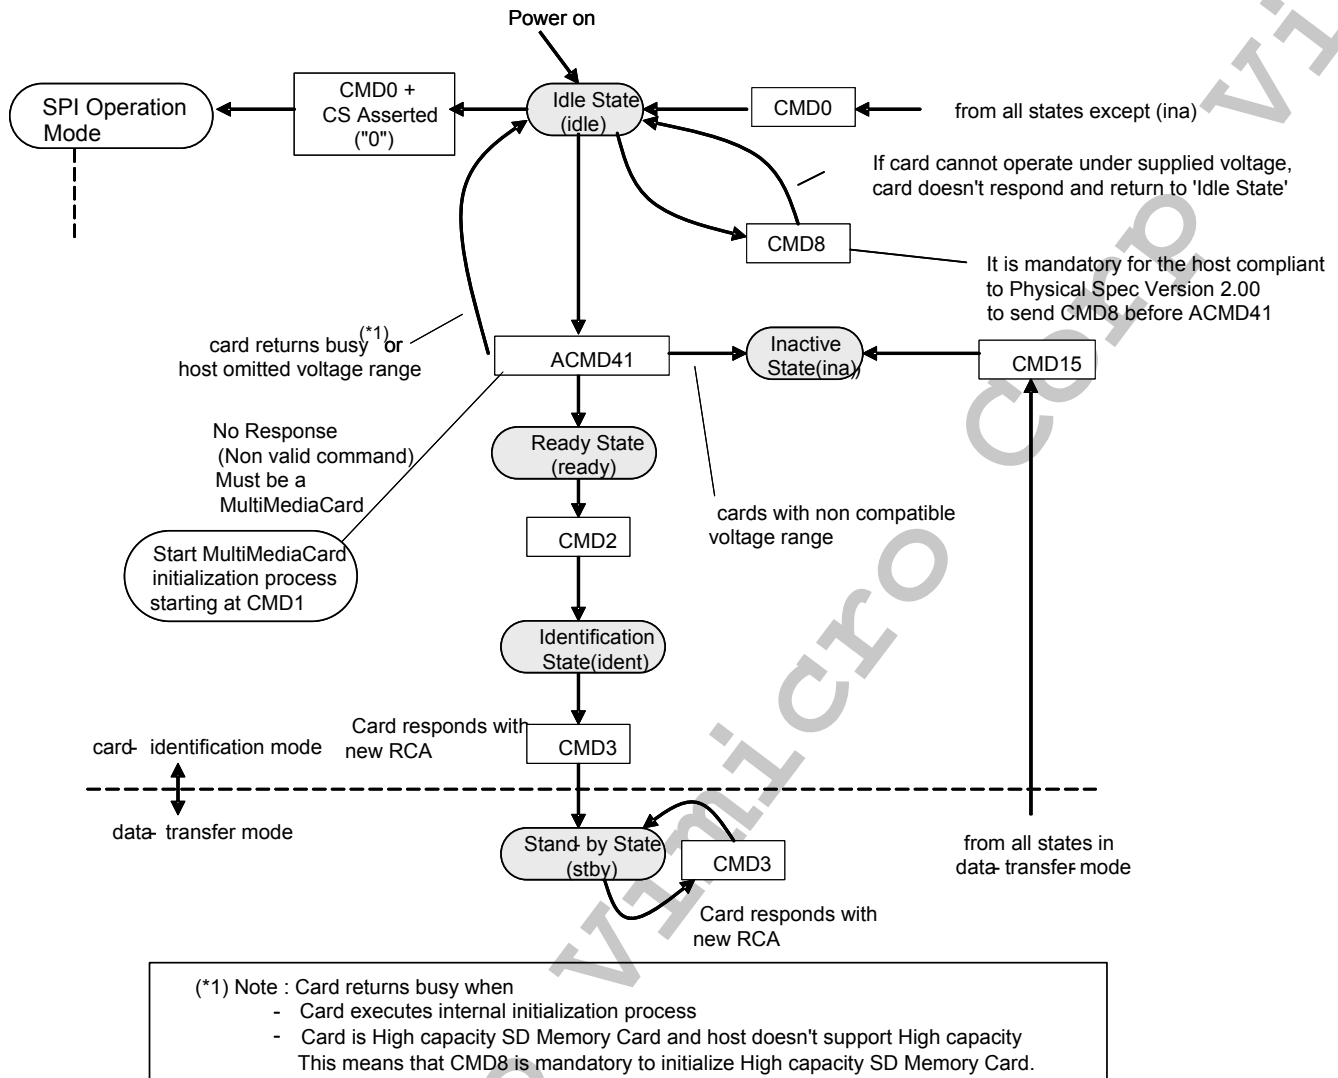 Power on
SPI Operation
Mode
CMD0 +
CS Asserted
("0")
Idle State
(idle)
CMD0
from all states except (ina)
If card cannot operate under supplied voltage,
card doesn't respond and return to 'Idle State'
CMD8
It is mandatory for the host compliant
to Physical Spec Version 2.00
to send CMD8 before ACMD41
card returns busy (*1) or
host omitted voltage range
ACMD41
Inactive
State(ina))
CMD15
No Response
(Non valid command)
Must be a
MultiMediaCard
Ready State
(ready)
cards with non compatible
voltage range
CMD2
Start MultiMediaCard
initialization process
starting at CMD1
Identification
State(ident)
Card responds with
new RCA
CMD3
card- identification mode
data- transfer mode
Stand- by State
(stby)
CMD3
from all states in
data- transfer-mode
Card responds with
new RCA
(*1) Note : Card returns busy when
- Card executes internal initialization process
- Card is High capacity SD Memory Card and host doesn't support High capacity
This means that CMD8 is mandatory to initialize High capacity SD Memory Card.
vimicro Corp vi